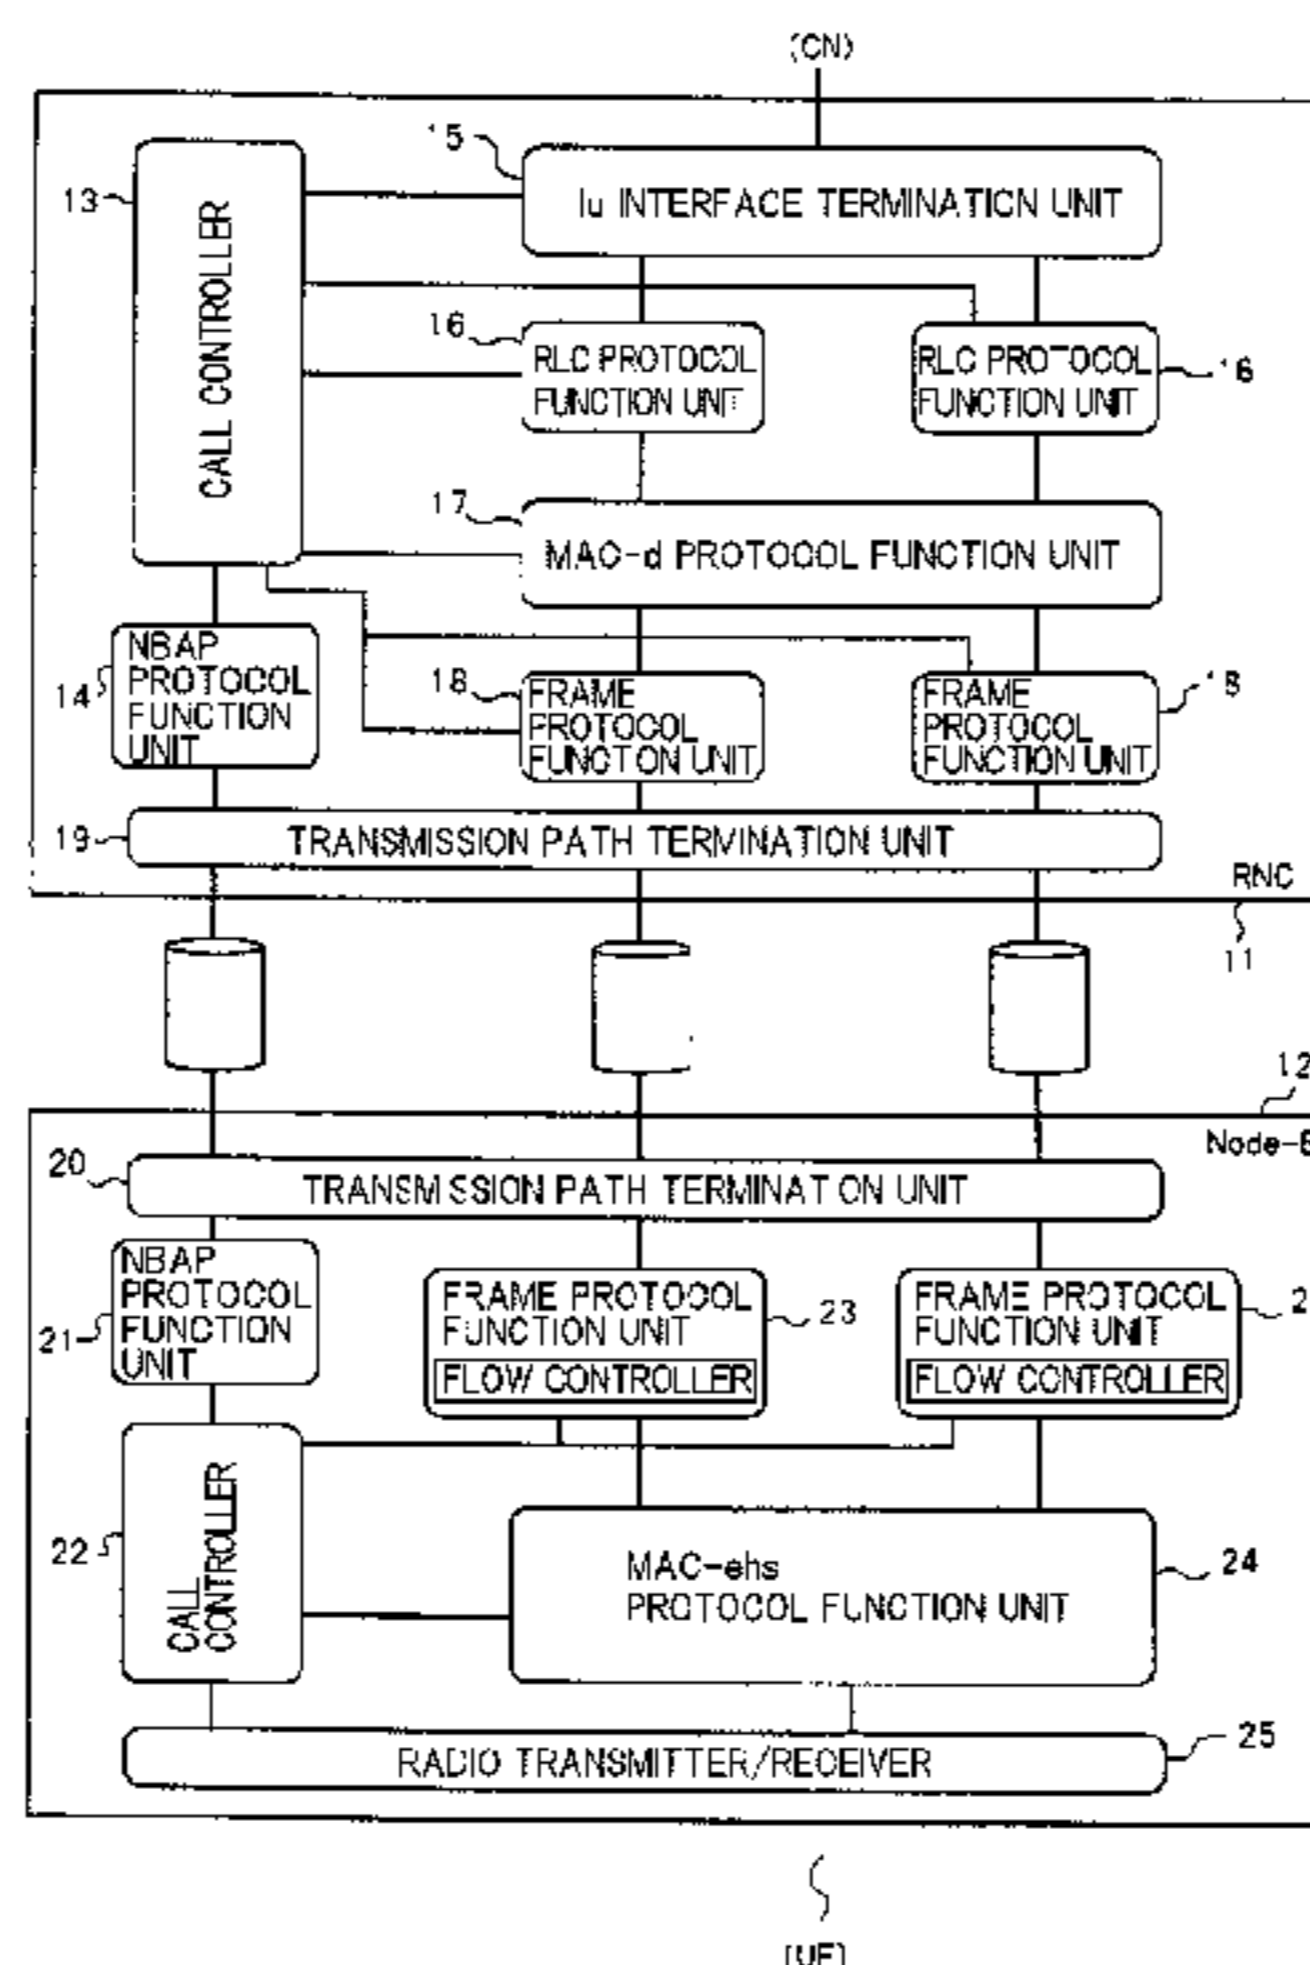 (CN)
15
13
Iu INTERFACE TERMINATION UNIT
CALL CONTROLLER
16
RLC PROTOCOL
FUNCTION UNIT
RLC PROTOCOL
FUNCTION UNIT
16
17
MAC-d PROTOCOL FUNCTION UNIT
14
NBAP
PROTOCOL
FUNCTION
UNIT
18
FRAME
PROTOCOL
FUNCTION UNIT
FRAME
PROTOCOL
FUNCTION UNIT
18
19
TRANSMISSION PATH TERMINATION UNIT
RNC
11
12
Node-B
20
TRANSMISSION PATH TERMINATION UNIT
21
NBAP
PROTOCOL
FUNCTION
UNIT
FRAME PROTOCOL
FUNCTION UNIT
FLOW CONTROLLER
23
FRAME PROTOCOL
FUNCTION UNIT
FLOW CONTROLLER
22
CALL
CONTROLLER
MAC-ehs
PROTOCOL FUNCTION UNIT
24
RADIO TRANSMITTER/RECEIVER
25